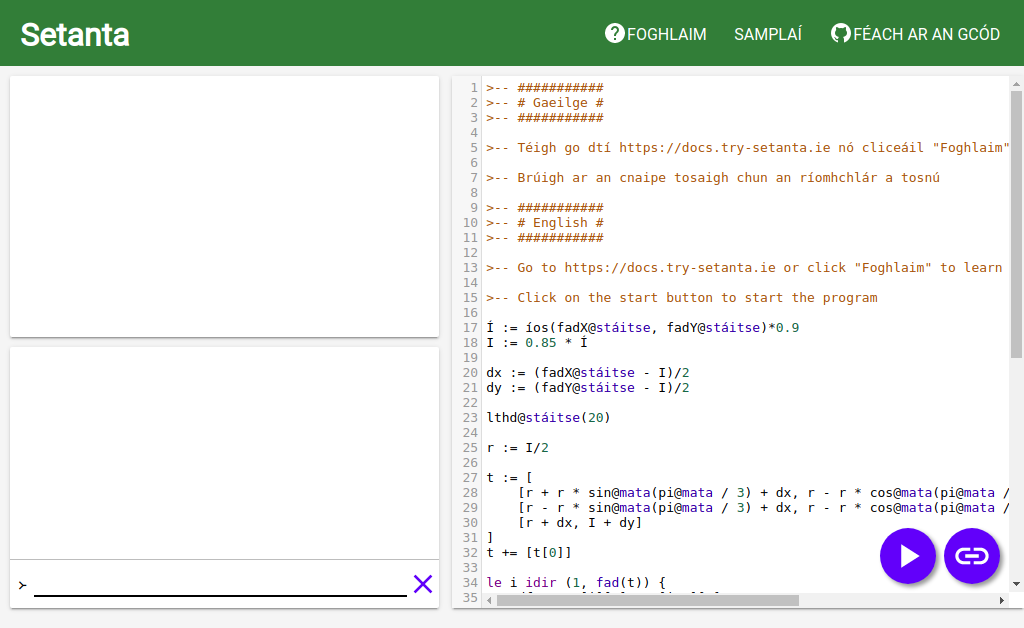 Setanta
FOGHLAIM
SAMPLAÍ
FÉACH AR AN GCÓD
1 >-- ###########
2 >-- # Gaeilge #
3 >-- ###########
4
5 >-- Téigh go dtí https://docs.try-setanta.ie nó cliceáil "Foghlaim"
6
7 >-- Brúigh ar an cnaipe tosaigh chun an ríomhchlár a tosnú
8
9 >-- ###########
10 >-- # English #
11 >-- ###########
12
13 >-- Go to https://docs.try-setanta.ie or click "Foghlaim" to learn
14
15 >-- Click on the start button to start the program
16
17 Í := íos(fadX@stáitse, fadY@stáitse)*0.9
18 I := 0.85 * Í
19
20 dx := (fadX@stáitse - I)/2
21 dy := (fadY@stáitse - I)/2
22
23 lthd@stáitse(20)
24
25 r := I/2
26
27 t := [
28 [r + r * sin@mata(pi@mata / 3) + dx, r - r * cos@mata(pi@mata /
29 [r - r * sin@mata(pi@mata / 3) + dx, r - r * cos@mata(pi@mata /
30 [r + dx, I + dy]
31 ]
32 t += [t[0]]
33
34 le i idir (1, fad(t)) {
35